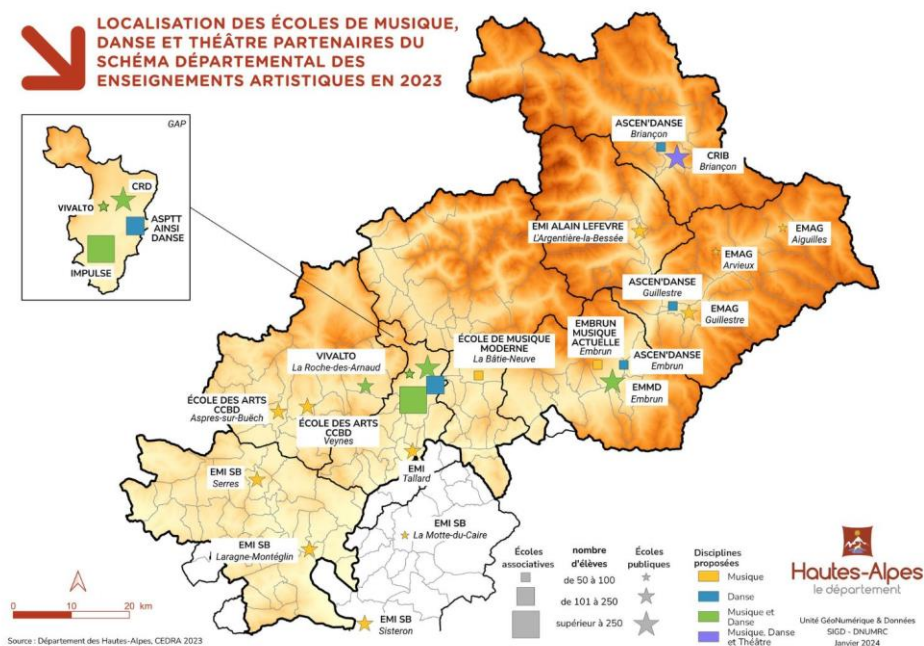 LOCALISATION DES ÉCOLES DE MUSIQUE,
DANSE ET THÉÂTRE PARTENAIRES DU
SCHÉMA DÉPARTEMENTAL DES
ENSEIGNEMENTS ARTISTIQUES EN 2023
GAP
CRD
VIVALTO
ASPTT
AINSI
DANSE
IMPULSE
ASCEN'DANSE
Briançon
CRIB
Briançon
EMI ALAIN LEFEVRE
L'Argentière-la-Bessée
EMAG
Aiguilles
EMAG
Arvieux
ASCEN'DANSE
Guillestre
EMAG
Guillestre
EMBRUN
MUSIQUE
ACTUELLE
Embrun
ASCEN'DANSE
Embrun
EMMD
Embrun
ÉCOLE DE MUSIQUE
MODERNE
La Bâtie-Neuve
VIVALTO
La Roche-des-Arnaud
ÉCOLE DES ARTS
CCBD
Aspres-sur-Buëch
ÉCOLE DES ARTS
CCBD
Veynes
EMI
Tallard
EMI SB
Serres
EMI SB
La Motte-du-Caire
EMI SB
Laragne-Montéglin
EMI SB
Sisteron
Écoles
associatives
nombre
d'élèves
Écoles
publiques
de 50 à 100
de 101 à 250
supérieur à 250
Disciplines
proposées
Musique
Danse
Musique et
Danse
Musique, Danse
et Théâtre
Hautes-Alpes
le département
Unité GéoNumérique & Données
SIGD - DNUMRC
Janvier 2024
0 10 20 km
Source : Département des Hautes-Alpes, CEDRA 2023